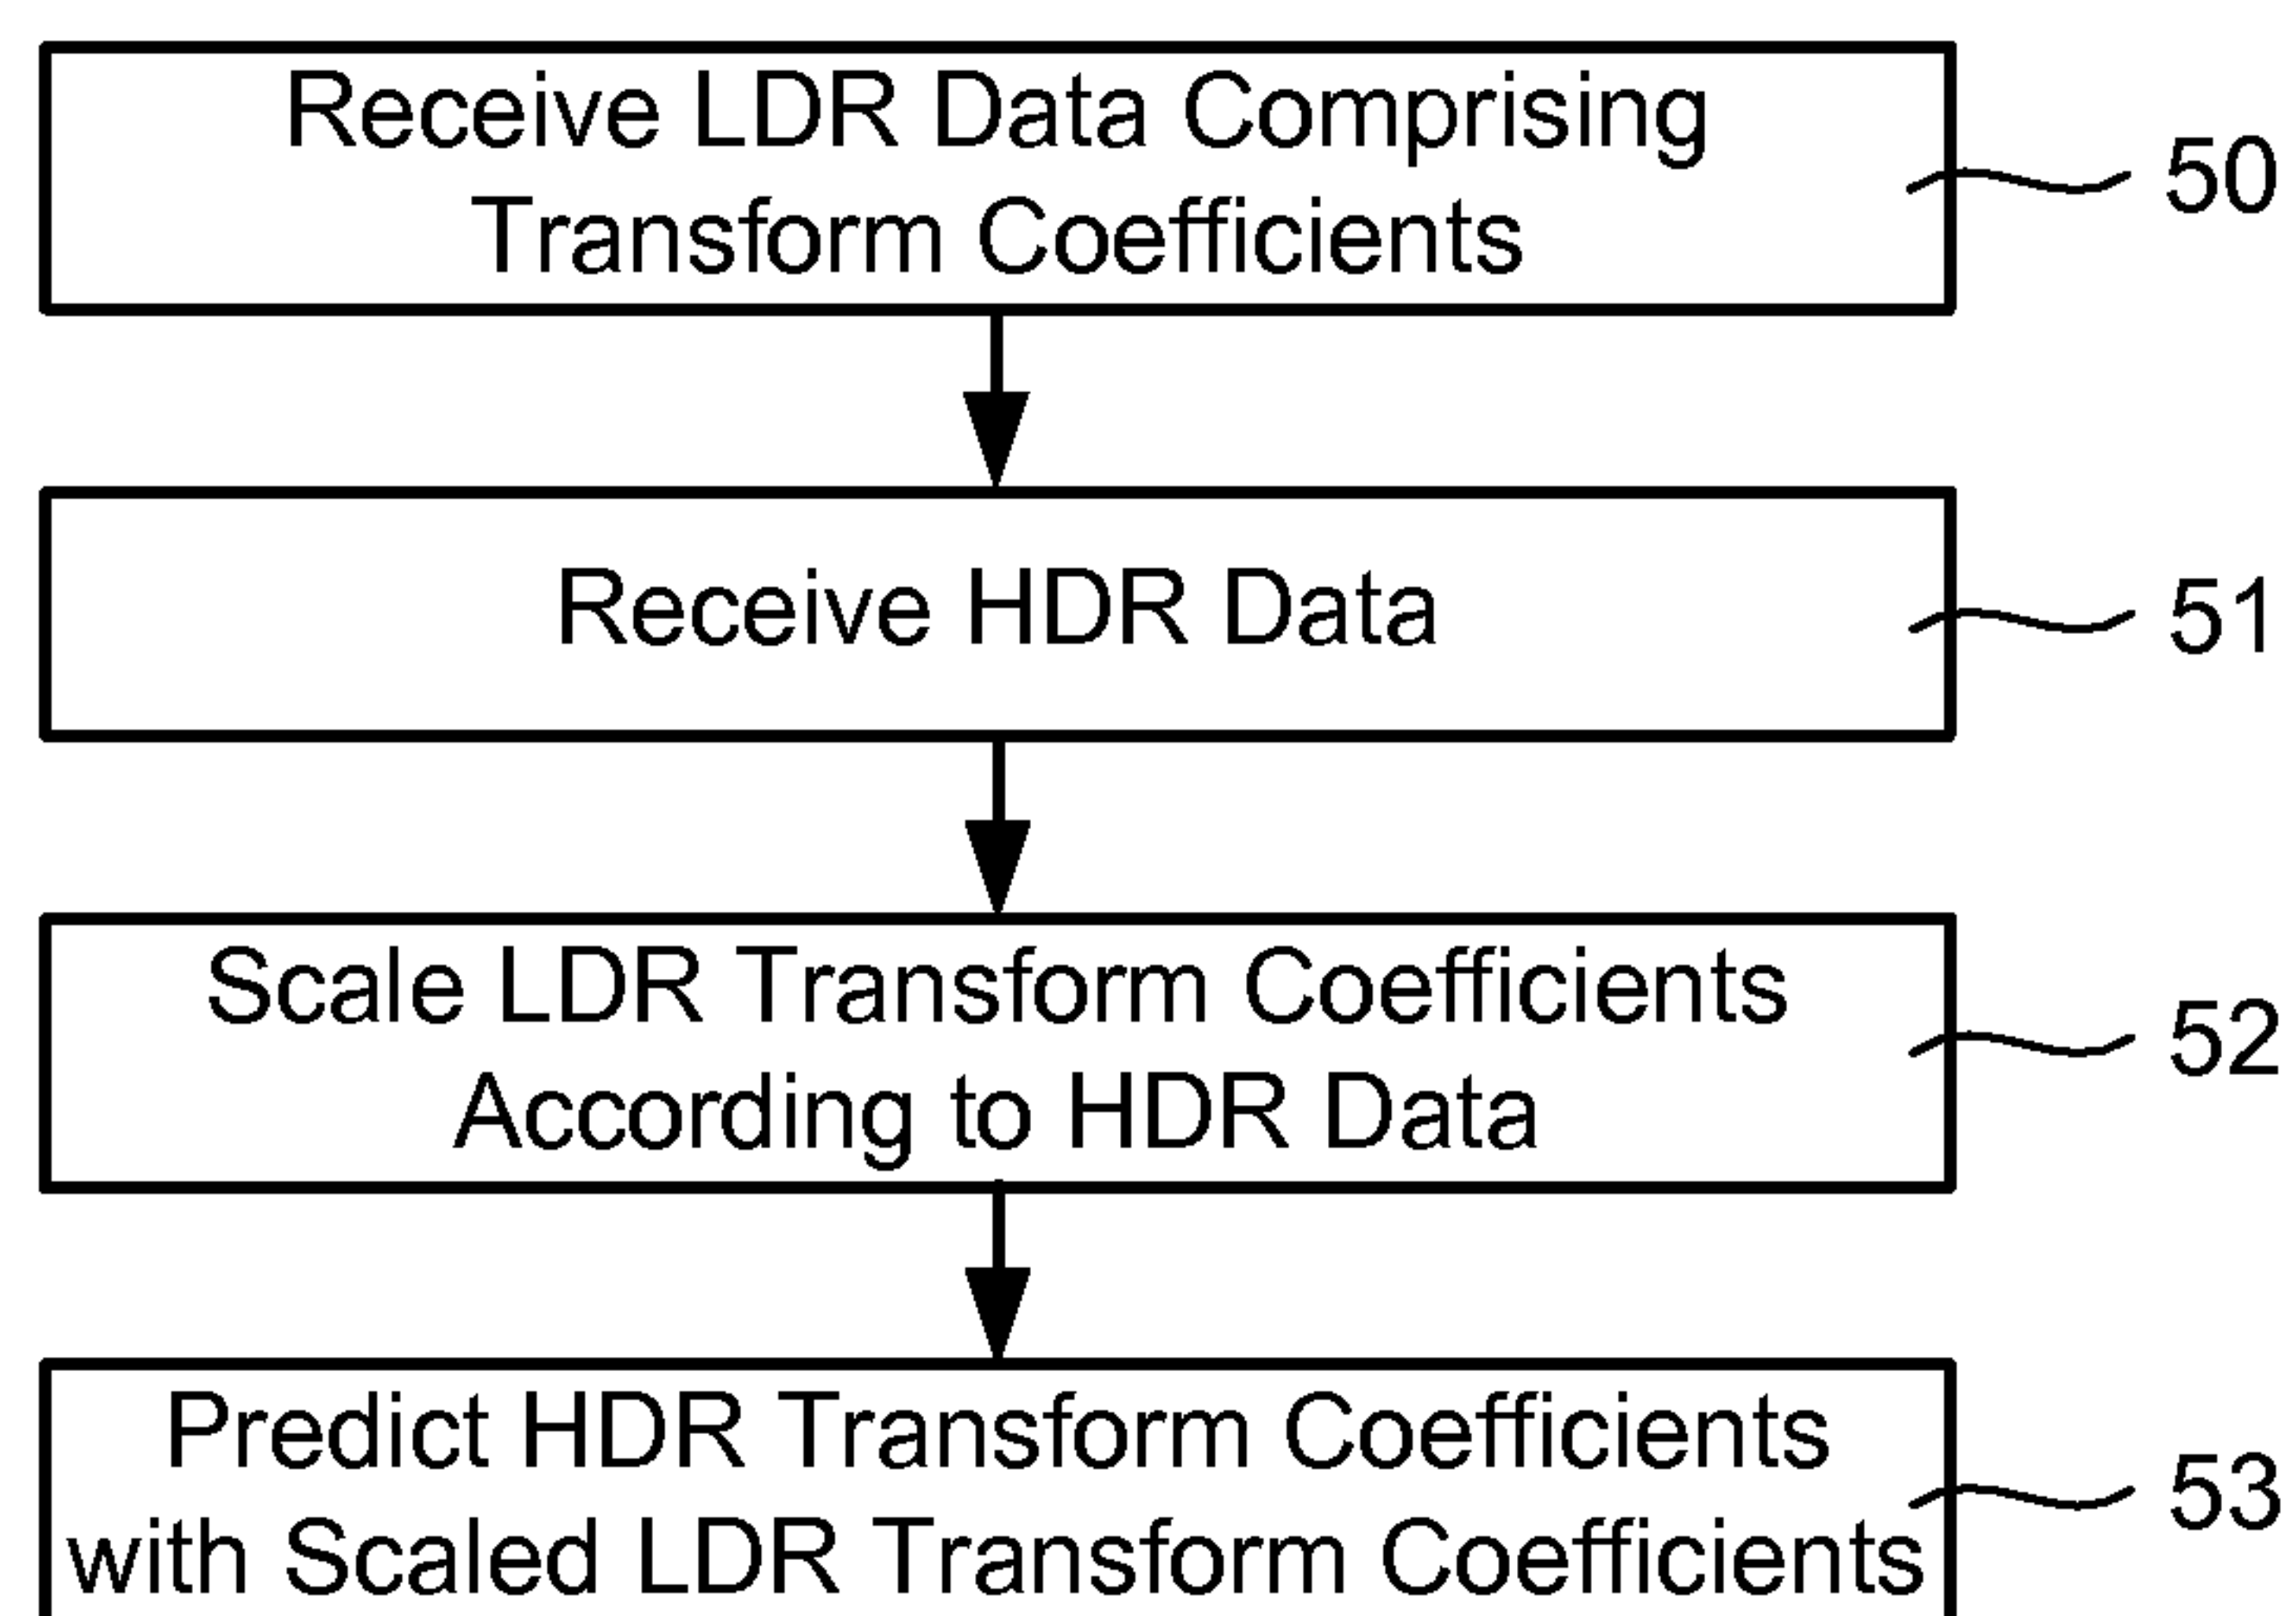 Receive LDR Data Comprising
Transform Coefficients
50
Receive HDR Data
51
Scale LDR Transform Coefficients
According to HDR Data
52
Predict HDR Transform Coefficients
with Scaled LDR Transform Coefficients
53